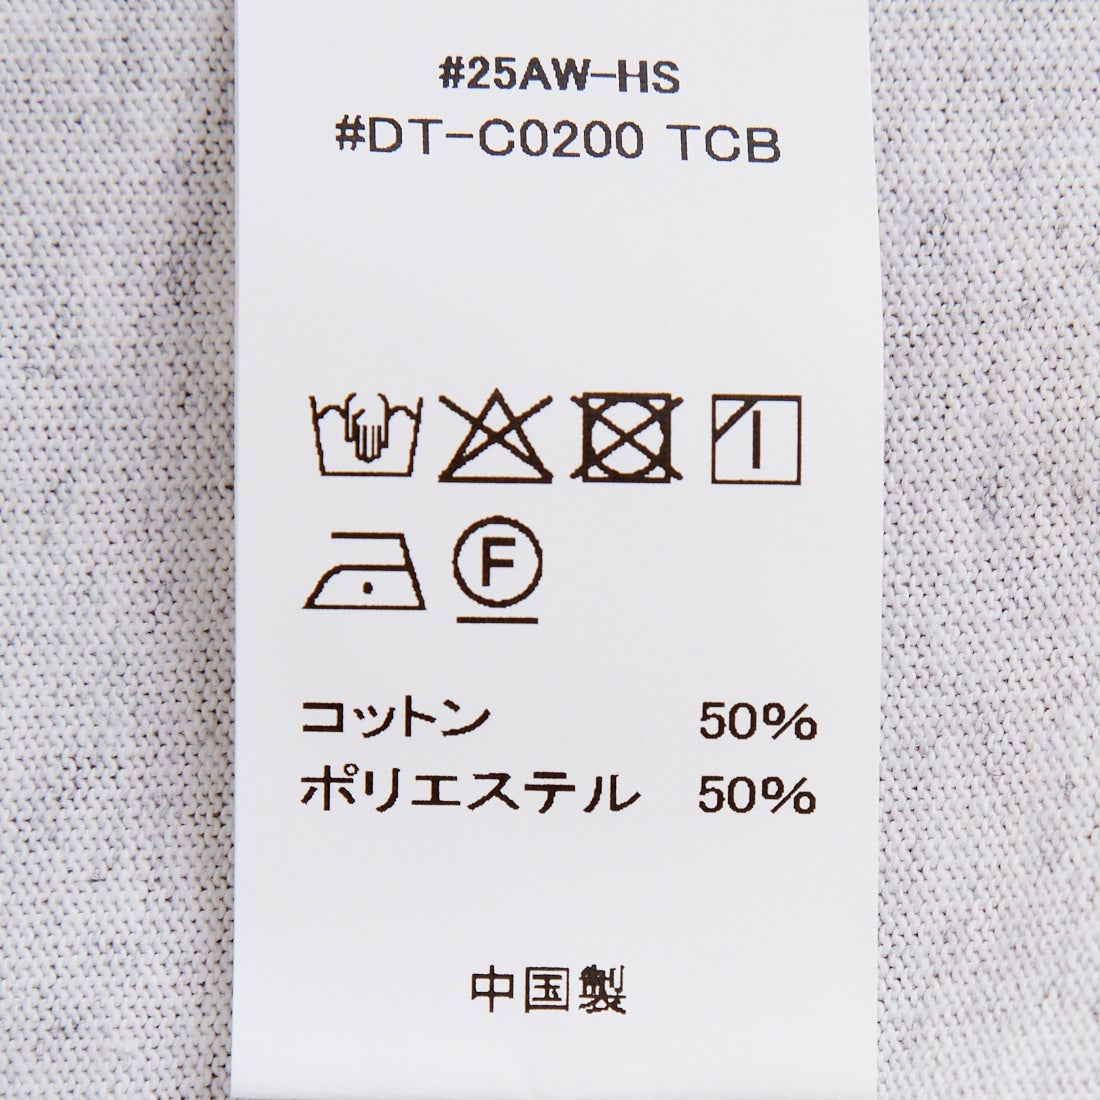 #25AW-HS
#DT-C0200 TCB
F
コットン 50%
ポリエステル 50%
中国製